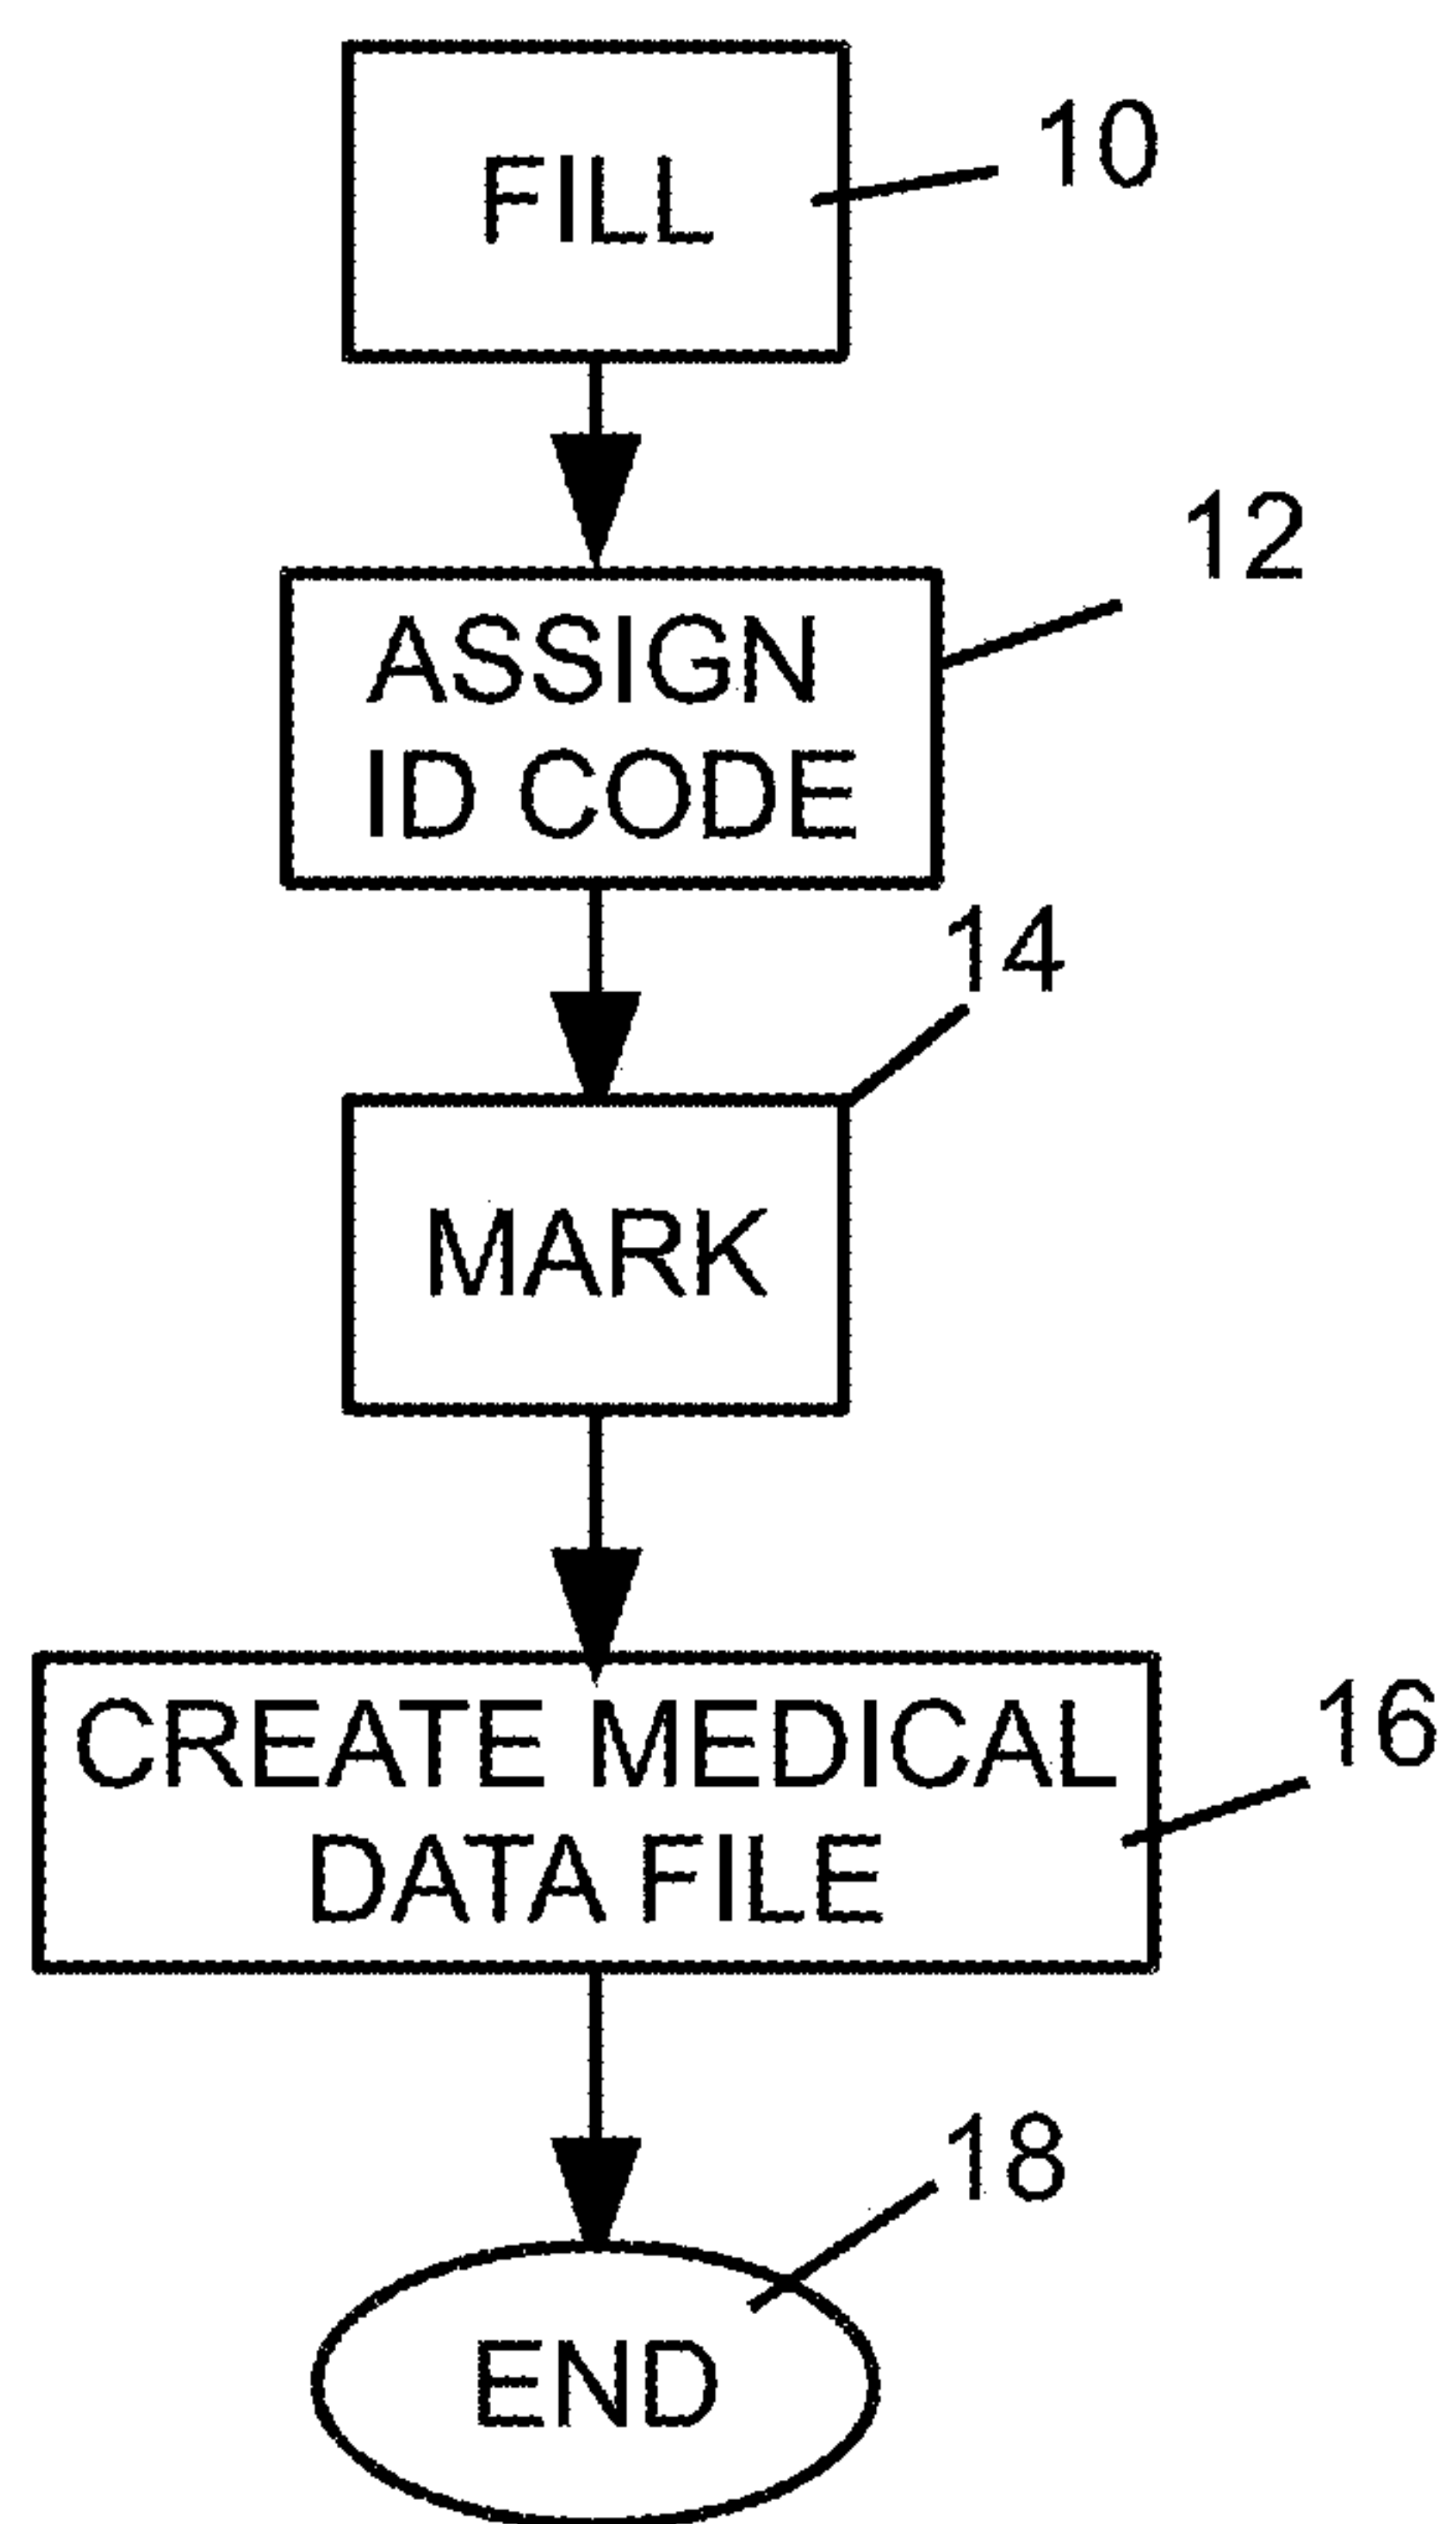 FILL
10
ASSIGN
ID CODE
12
14
MARK
CREATE MEDICAL
DATA FILE
16
18
END